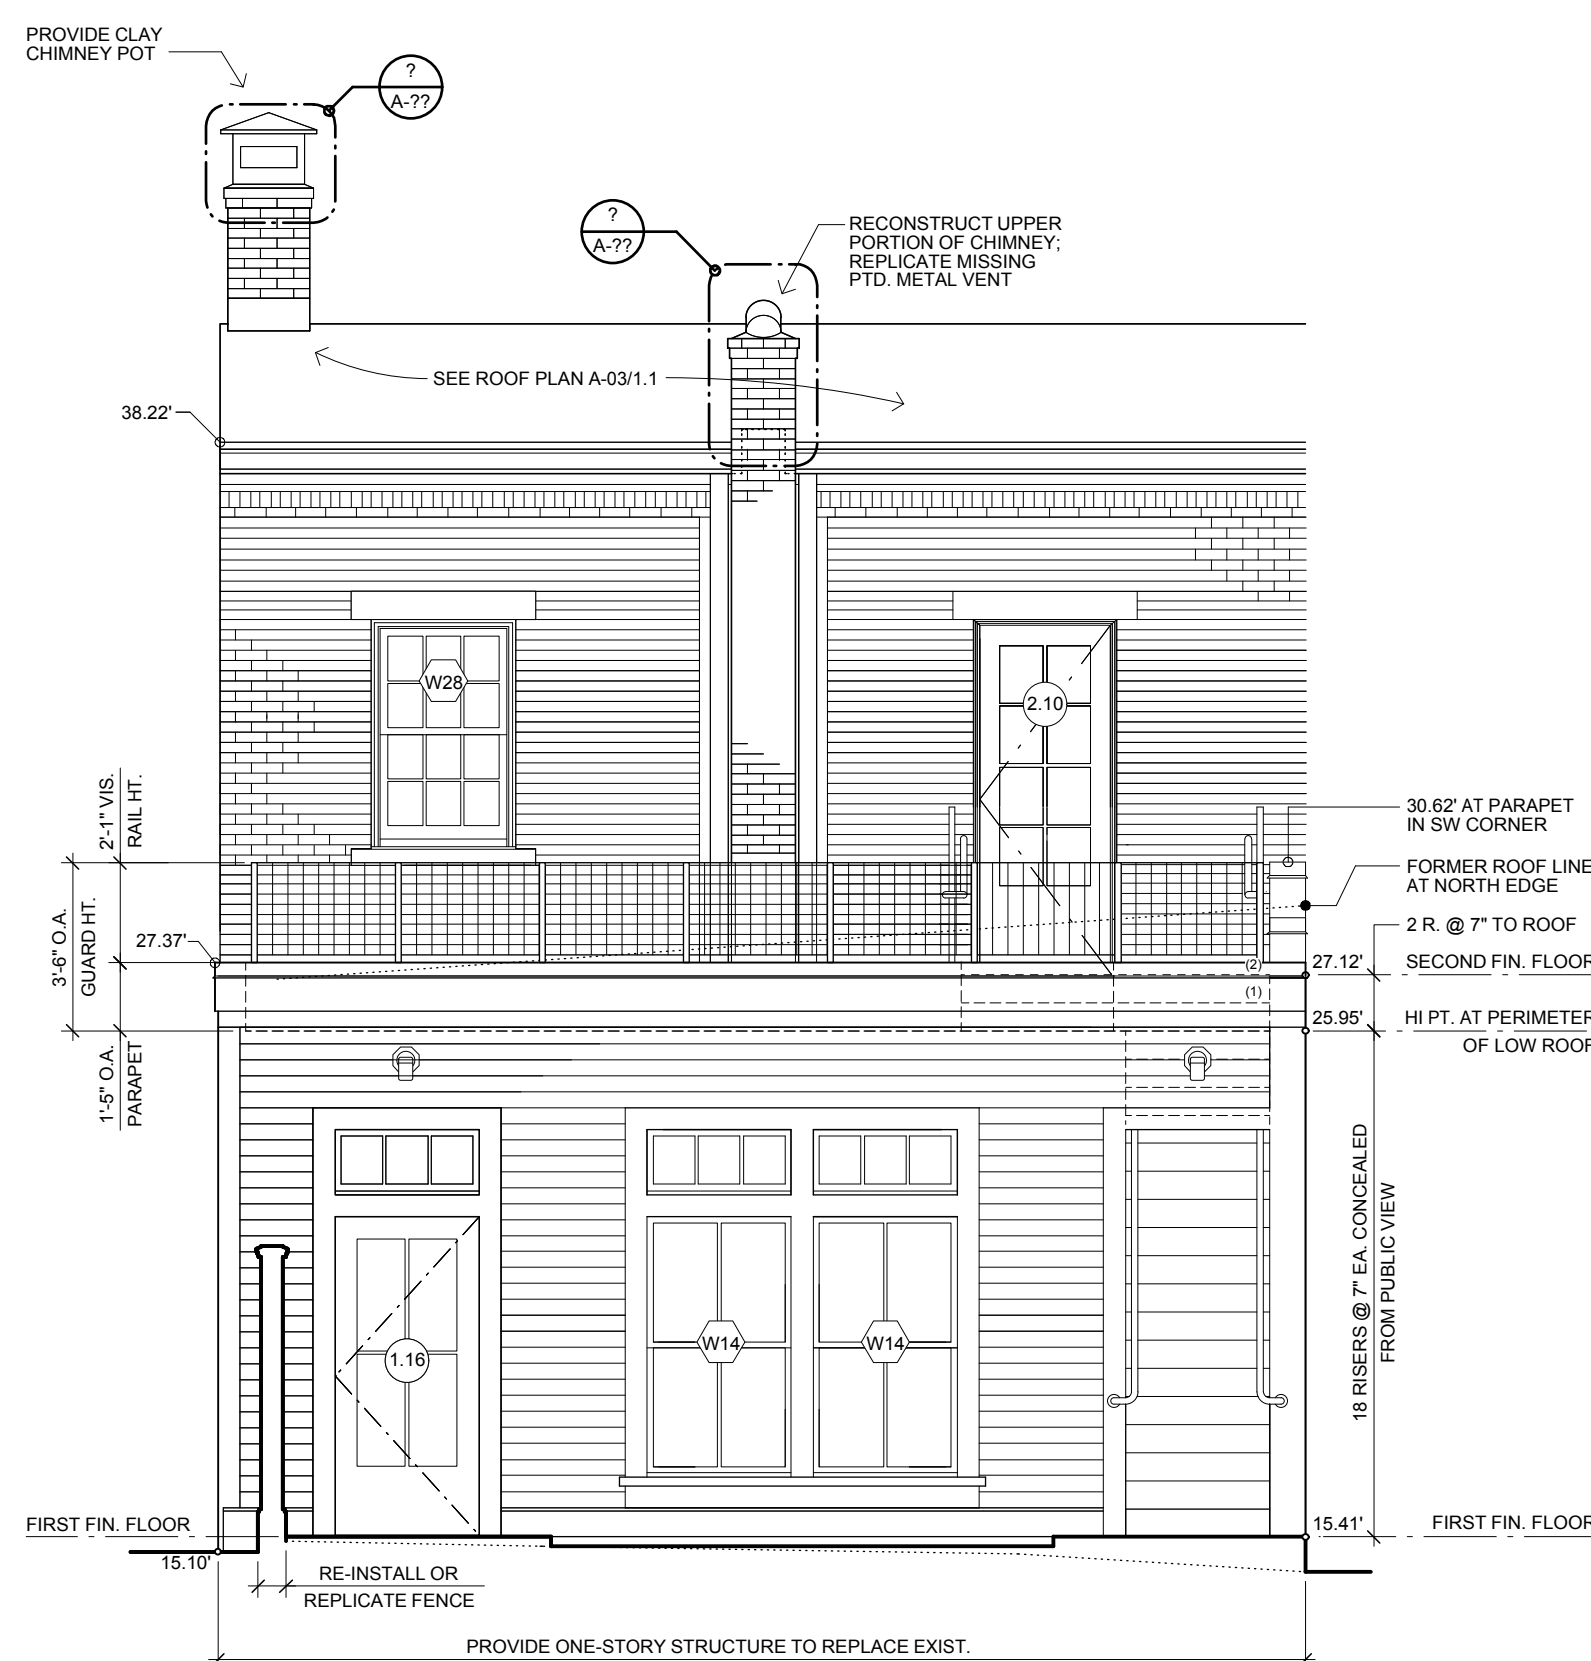 PROVIDE CLAY
CHIMNEY POT
?
A-??
?
A-??
RECONSTRUCT UPPER
PORTION OF CHIMNEY;
REPLICATE MISSING
PTD. METAL VENT
SEE ROOF PLAN A-03/1.1
38.22'
W28
2.10
2'-1" VIS.
RAIL HT.
30.62' AT PARAPET
IN SW CORNER
FORMER ROOF LINE
AT NORTH EDGE
2 R. @ 7" TO ROOF
3'-6" O.A.
GUARD HT.
27.37'
(2)
27.12'
SECOND FIN. FLOOR
(1)
25.95'
HI PT. AT PERIMETER
OF LOW ROOF
1'-5" O.A.
PARAPET
18 RISERS @ 7" EA. CONCEALED
FROM PUBLIC VIEW
W14
W14
1.16
FIRST FIN. FLOOR
15.41'
FIRST FIN. FLOOR
15.10'
RE-INSTALL OR
REPLICATE FENCE
PROVIDE ONE-STORY STRUCTURE TO REPLACE EXIST.